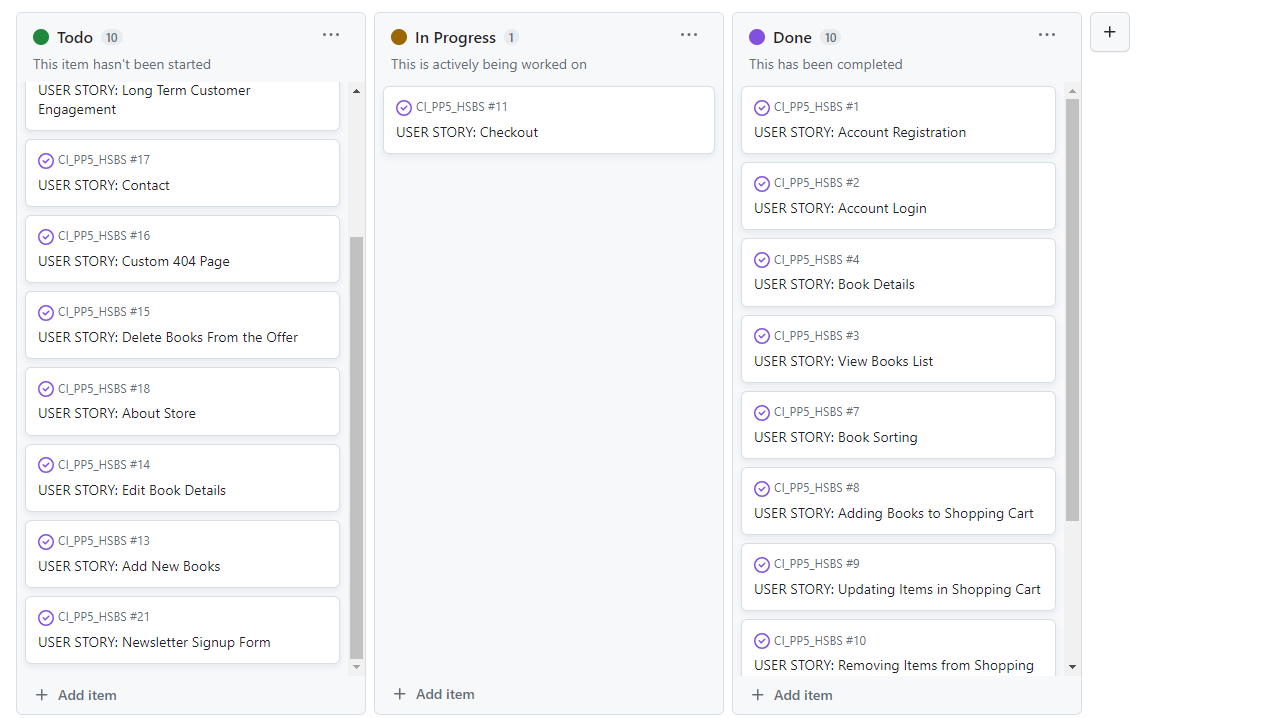 Todo 10
This item hasn't been started
USER STORY: Long Term Customer
Engagement
CI_PP5_HSBS #17
USER STORY: Contact
CI_PP5_HSBS #16
USER STORY: Custom 404 Page
CI_PP5_HSBS #15
USER STORY: Delete Books From the Offer
CI_PP5_HSBS #18
USER STORY: About Store
CI_PP5_HSBS #14
USER STORY: Edit Book Details
CI_PP5_HSBS #13
USER STORY: Add New Books
CI_PP5_HSBS #21
USER STORY: Newsletter Signup Form
Add item
In Progress 1
This is actively being worked on
CI_PP5_HSBS #11
USER STORY: Checkout
Add item
Done 10
This has been completed
CI_PP5_HSBS #1
USER STORY: Account Registration
CI_PP5_HSBS #2
USER STORY: Account Login
CI_PP5_HSBS #4
USER STORY: Book Details
CI_PP5_HSBS #3
USER STORY: View Books List
CI_PP5_HSBS #7
USER STORY: Book Sorting
CI_PP5_HSBS #8
USER STORY: Adding Books to Shopping Cart
CI_PP5_HSBS #9
USER STORY: Updating Items in Shopping Cart
CI_PP5_HSBS #10
USER STORY: Removing Items from Shopping
Add item